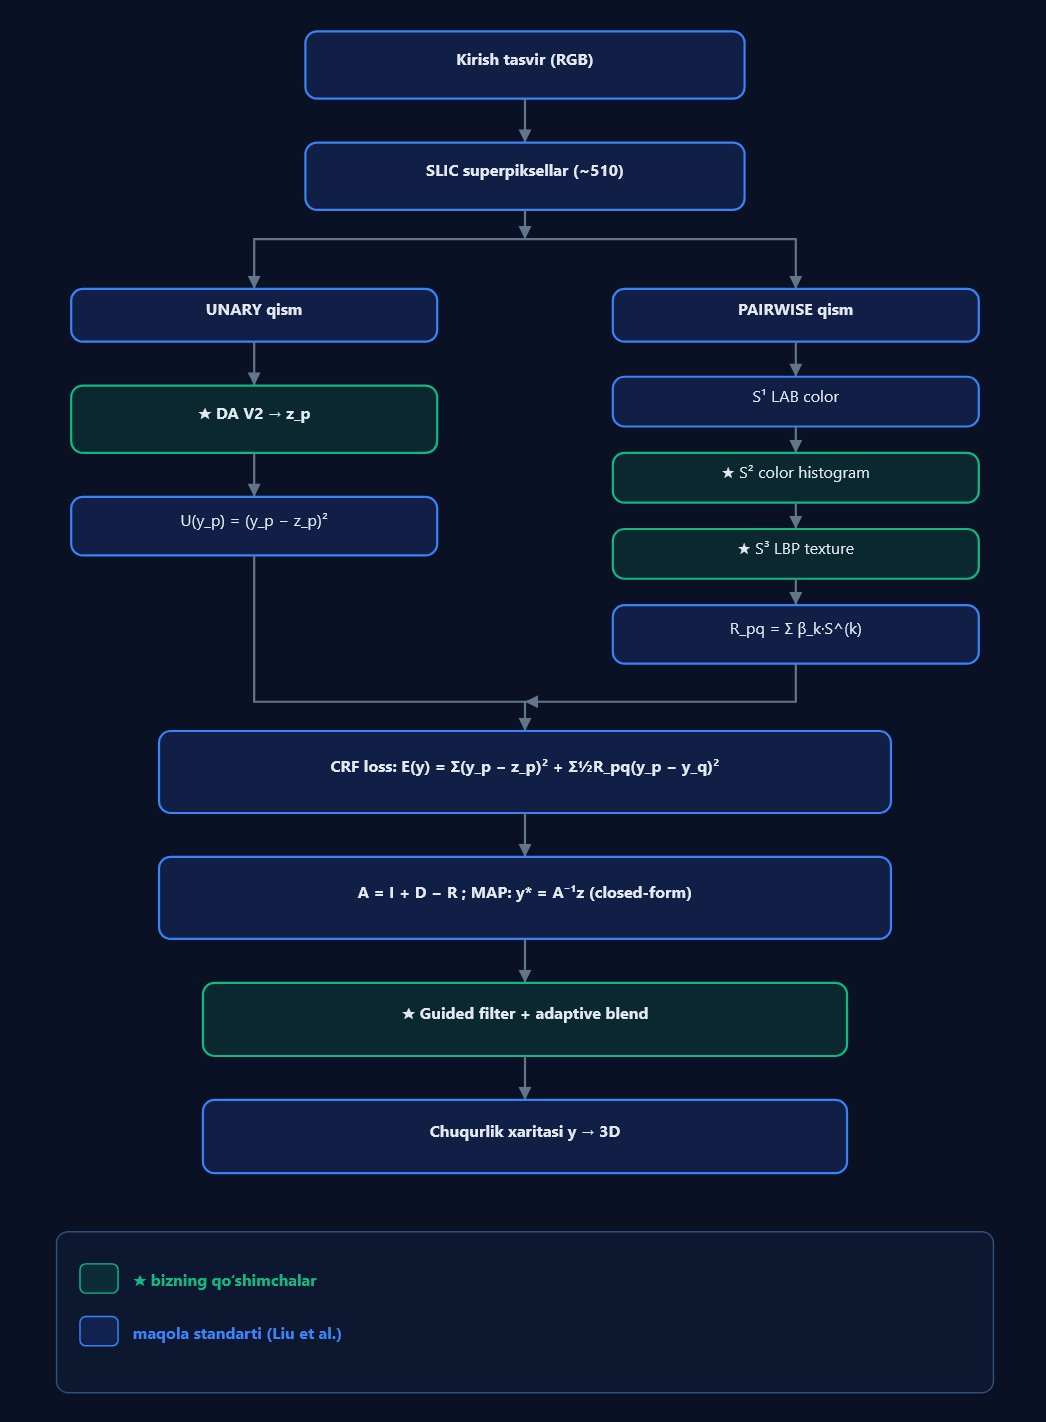 Kirish tasvir (RGB)
SLIC superpiksellar (~510)
UNARY qism
★ DA V2 → z_p
U(y_p) = (y_p − z_p)²
PAIRWISE qism
S¹ LAB color
★ S² color histogram
★ S³ LBP texture
R_pq = Σ β_k·S^(k)
CRF loss: E(y) = Σ(y_p − z_p)² + Σ½R_pq(y_p − y_q)²
A = I + D − R ; MAP: y* = A⁻¹z (closed-form)
★ Guided filter + adaptive blend
Chuqurlik xaritasi y → 3D
★ bizning qoʻshimchalar
maqola standarti (Liu et al.)